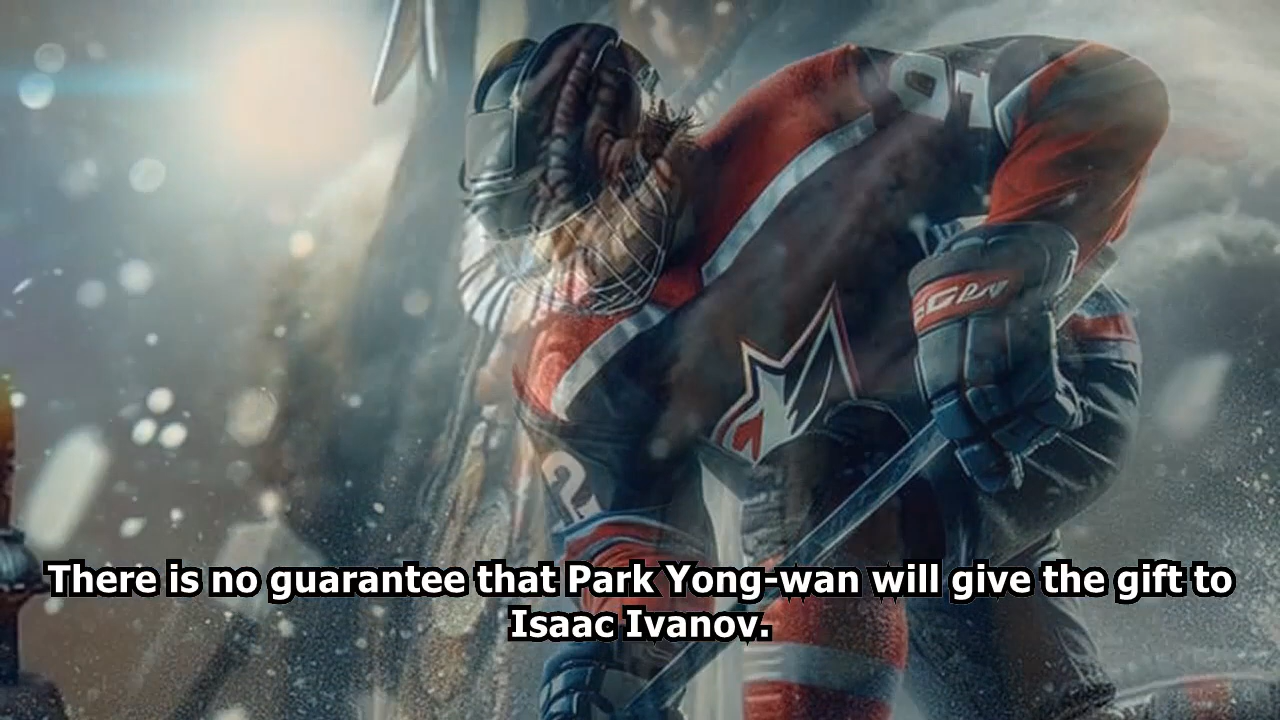 There is no guarantee that Park Yong-wan will give the gift to
Isaac Ivanov.